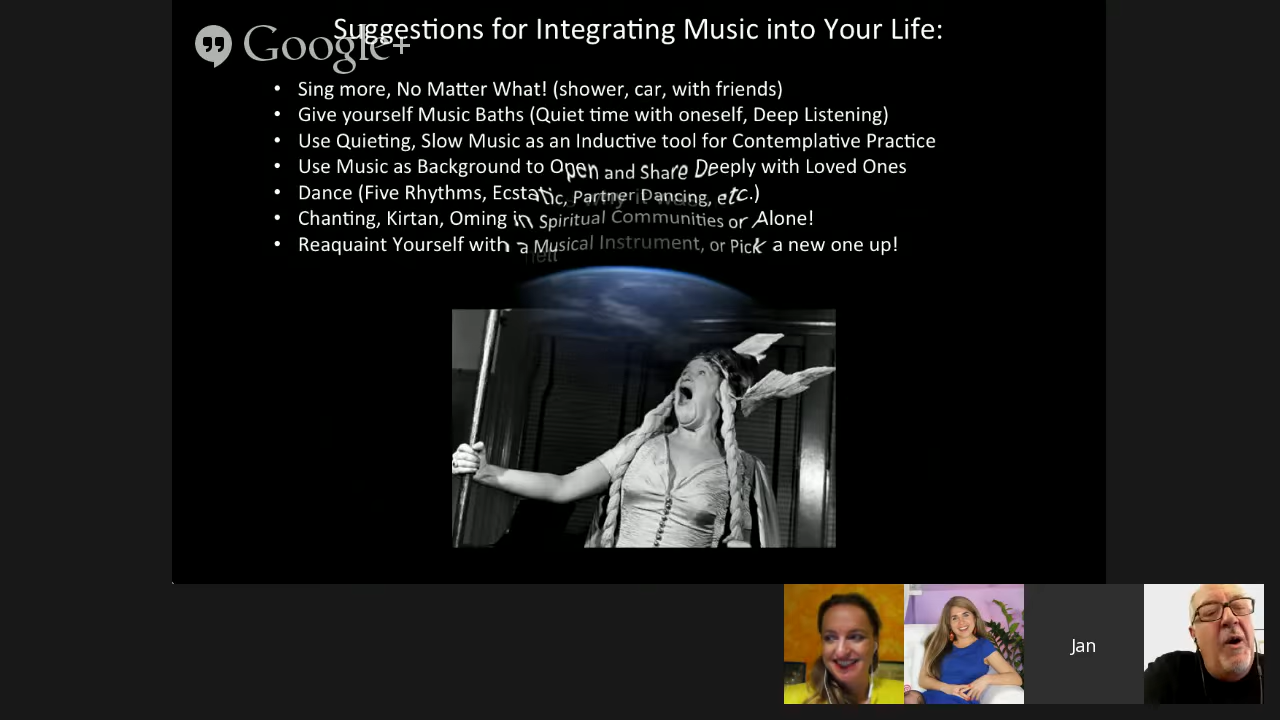 Suggestions for Integrating Music into Your Life:
Google+
• Sing more, No Matter What! (shower, car, with friends)
• Give yourself Music Baths (Quiet time with oneself, Deep Listening)
• Use Quieting, Slow Music as an Inductive tool for Contemplative Practice
• Use Music as Background to Open and Share Deeply with Loved Ones
• Dance (Five Rhythms, Ecstatic, Partner Dancing, etc.)
• Chanting, Kirtan, Oming in Spiritual Communities or Alone!
• Reaquaint Yourself with a Musical Instrument, or Pick a new one up!
Jan